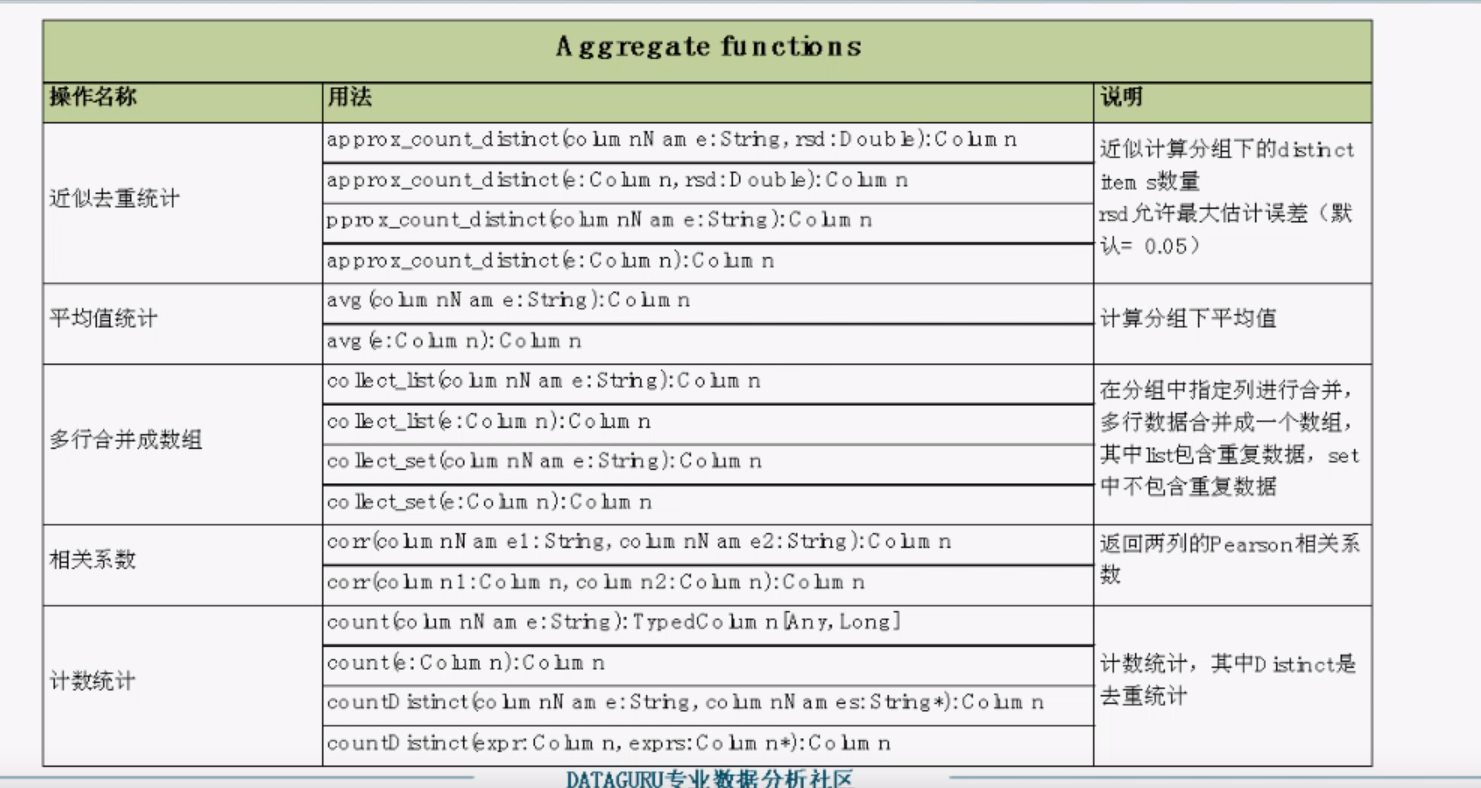 Aggregate functions
操作名称 用法 说明
近似去重统计
approx_count_distinct(columnName:String,rsd:Double):Column
approx_count_distinct(e:Column,rsd:Double):Column
pprox_count_distinct(columnName:String):Column
approx_count_distinct(e:Column):Column
近似计算分组下的distinct
items数量
rsd允许最大估计误差（默
认= 0.05）
平均值统计
avg(columnName:String):Column
avg(e:Column):Column
计算分组下平均值
多行合并成数组
collect_list(columnName:String):Column
collect_list(e:Column):Column
collect_set(columnName:String):Column
collect_set(e:Column):Column
在分组中指定列进行合并，
多行数据合并成一个数组，
其中list包含重复数据，set
中不包含重复数据
相关系数
corr(columnName1:String,columnName2:String):Column
corr(column1:Column,column2:Column):Column
返回两列的Pearson相关系
数
计数统计
count(columnName:String):TypedColumn[Any,Long]
count(e:Column):Column
countDistinct(columnName:String,columnNames:String*):Column
countDistinct(expr:Column,exprs:Column*):Column
计数统计，其中Distinct是
去重统计
DATAGURU专业数据分析社区